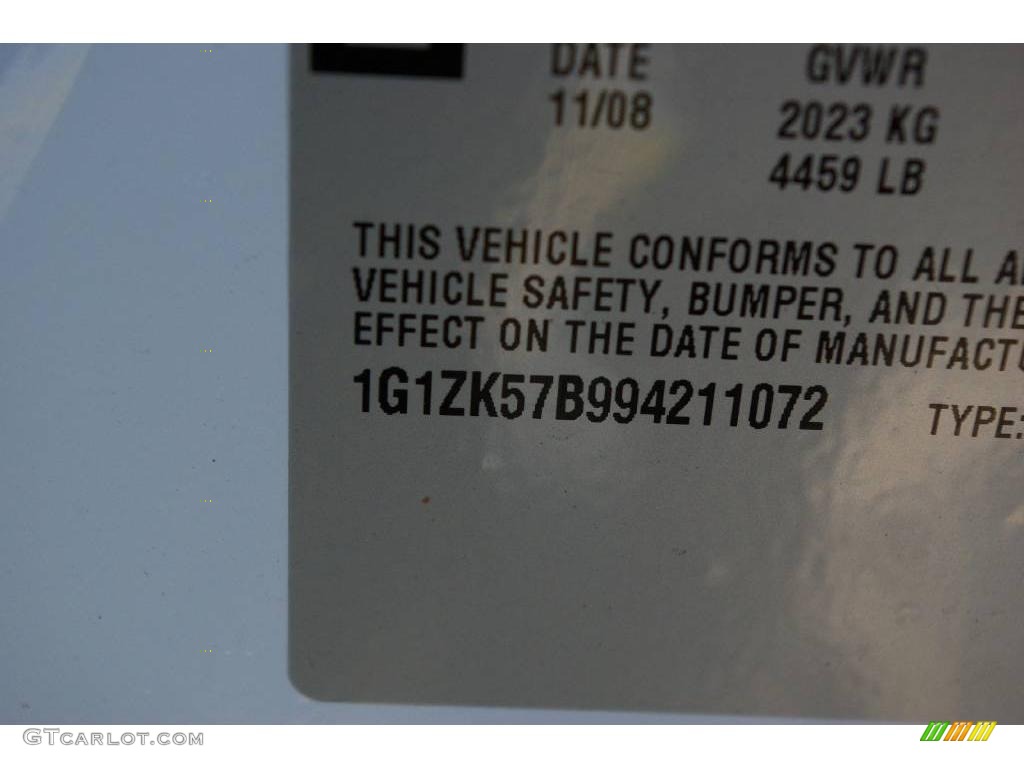 DATE GVWR
11/08 2023 KG
4459 LB
THIS VEHICLE CONFORMS TO ALL
VEHICLE SAFETY, BUMPER, AND THE
EFFECT ON THE DATE OF MANUFACTU
1G1ZK57B994211072 TYPE:
GTcarlot.com